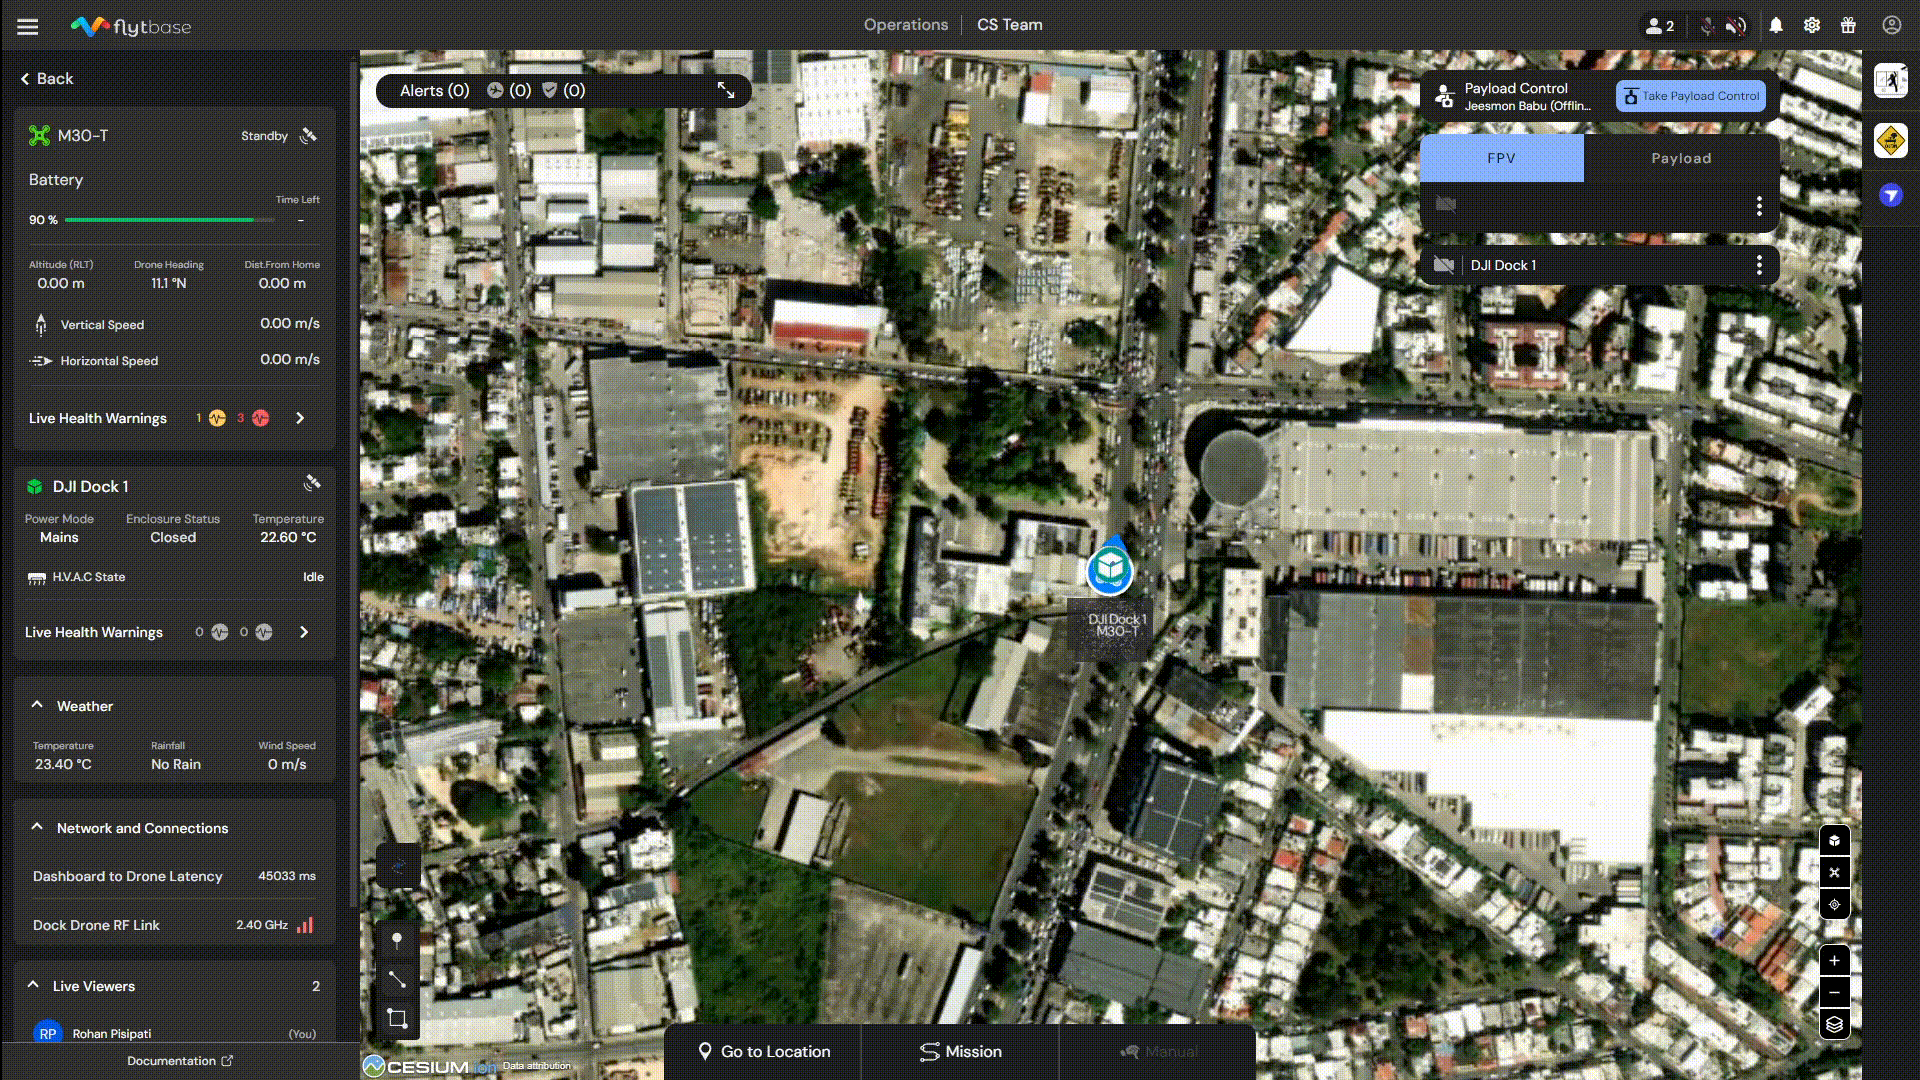 flytbase
Operations
CS Team
2
Back
M30-T
Standby
Battery
Time Left
90 %
-
Altitude (RLT)
Drone Heading
Dist.From Home
0.00 m
11.1 °N
0.00 m
Vertical Speed
0.00 m/s
Horizontal Speed
0.00 m/s
Live Health Warnings
1
3
DJI Dock 1
Power Mode
Enclosure Status
Temperature
Mains
Closed
22.60 °C
H.V.A.C State
Idle
Live Health Warnings
0
0
Weather
Temperature
Rainfall
Wind Speed
23.40 °C
No Rain
0 m/s
Network and Connections
Dashboard to Drone Latency
45033 ms
Dock Drone RF Link
2.40 GHz
Live Viewers
2
RP
Rohan Pisipati
(You)
Documentation
Alerts (0)
(0)
(0)
DJI Dock 1
M30-T
CESIUM ion
Data attribution
Go to Location
Mission
Manual
Payload Control
Jeesmon Babu (Offlin...
Take Payload Control
FPV
Payload
DJI Dock 1